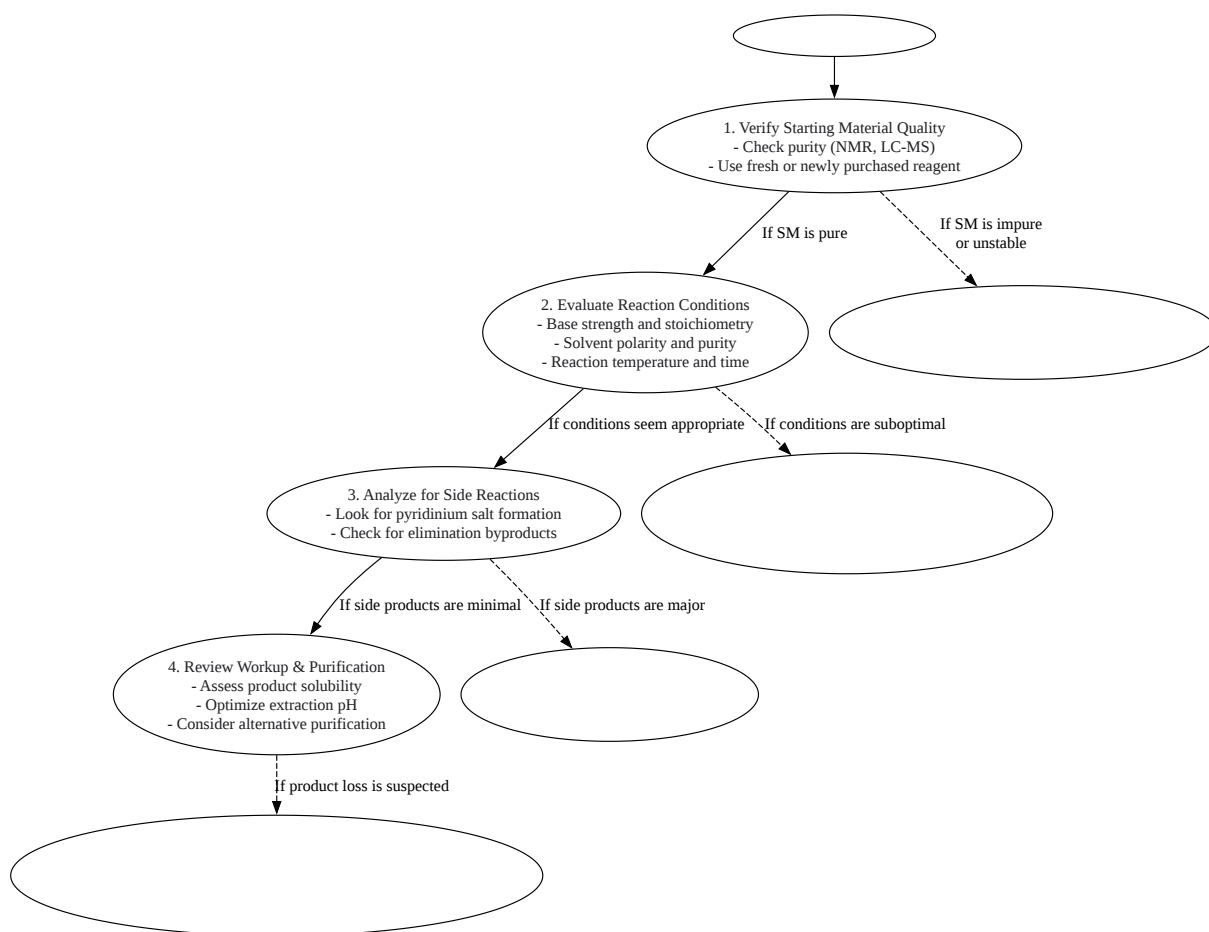 1. Verify Starting Material Quality
- Check purity (NMR, LC-MS)
- Use fresh or newly purchased reagent
If SM is pure
If SM is impure
or unstable
2. Evaluate Reaction Conditions
- Base strength and stoichiometry
- Solvent polarity and purity
- Reaction temperature and time
If conditions seem appropriate
If conditions are suboptimal
3. Analyze for Side Reactions
- Look for pyridinium salt formation
- Check for elimination byproducts
If side products are minimal
If side products are major
4. Review Workup & Purification
- Assess product solubility
- Optimize extraction pH
- Consider alternative purification
If product loss is suspected